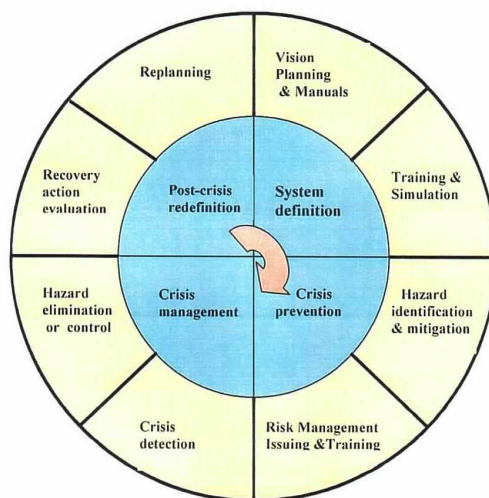 Replanning
Vision
Planning
& Manuals
Training &
Simulation
Hazard
identification
& mitigation
Risk Management
Issuing &Training
Crisis
detection
Hazard
elimination
or control
Recovery
action
evaluation
Post-crisis
redefinition
System
definition
Crisis
prevention
Crisis
management